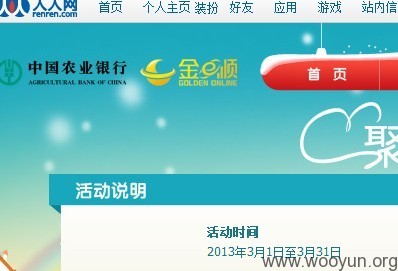 人人网 renren.com 首页 个人主页 装扮 好友 应用 游戏 站内信
中国农业银行 金e顺 首页
AGRICULTURAL BANK OF CHINA GOLDEN ONLINE
聚
活动说明
活动时间
2013年3月1日至3月31日
www.wooyun.org